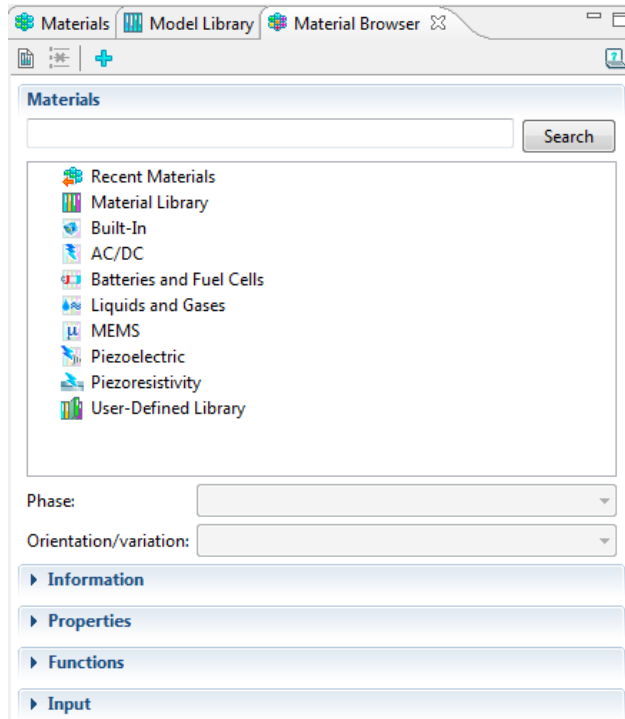 Materials Model Library Material Browser
Materials
Search
Recent Materials
Material Library
Built-In
AC/DC
Batteries and Fuel Cells
Liquids and Gases
μ MEMS
Piezoelectric
Piezoresistivity
User-Defined Library
Phase:
Orientation/variation:
Information
Properties
Functions
Input